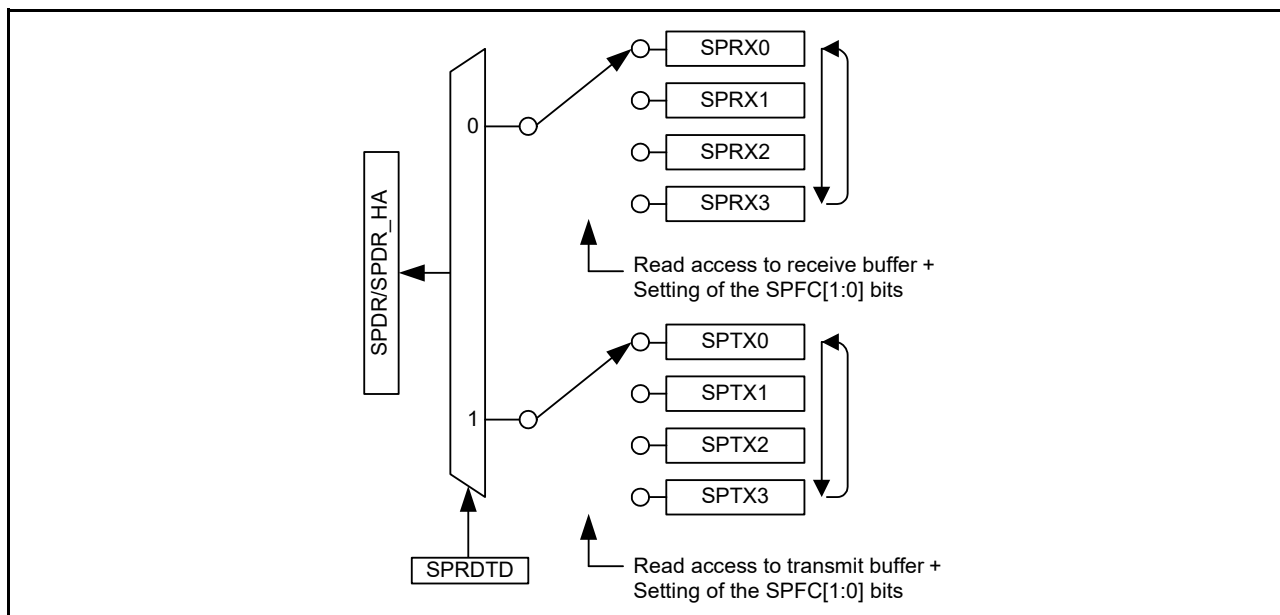 SPRX0
SPRX1
0
SPRX2
SPRX3
SPDR/SPDR_HA
Read access to receive buffer +
Setting of the SPFC[1:0] bits
SPTX0
SPTX1
1
SPTX2
SPTX3
SPRDTD
Read access to transmit buffer +
Setting of the SPFC[1:0] bits